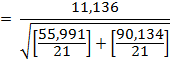 = 11,136 / √([55,991 / 21] + [90,134 / 21])